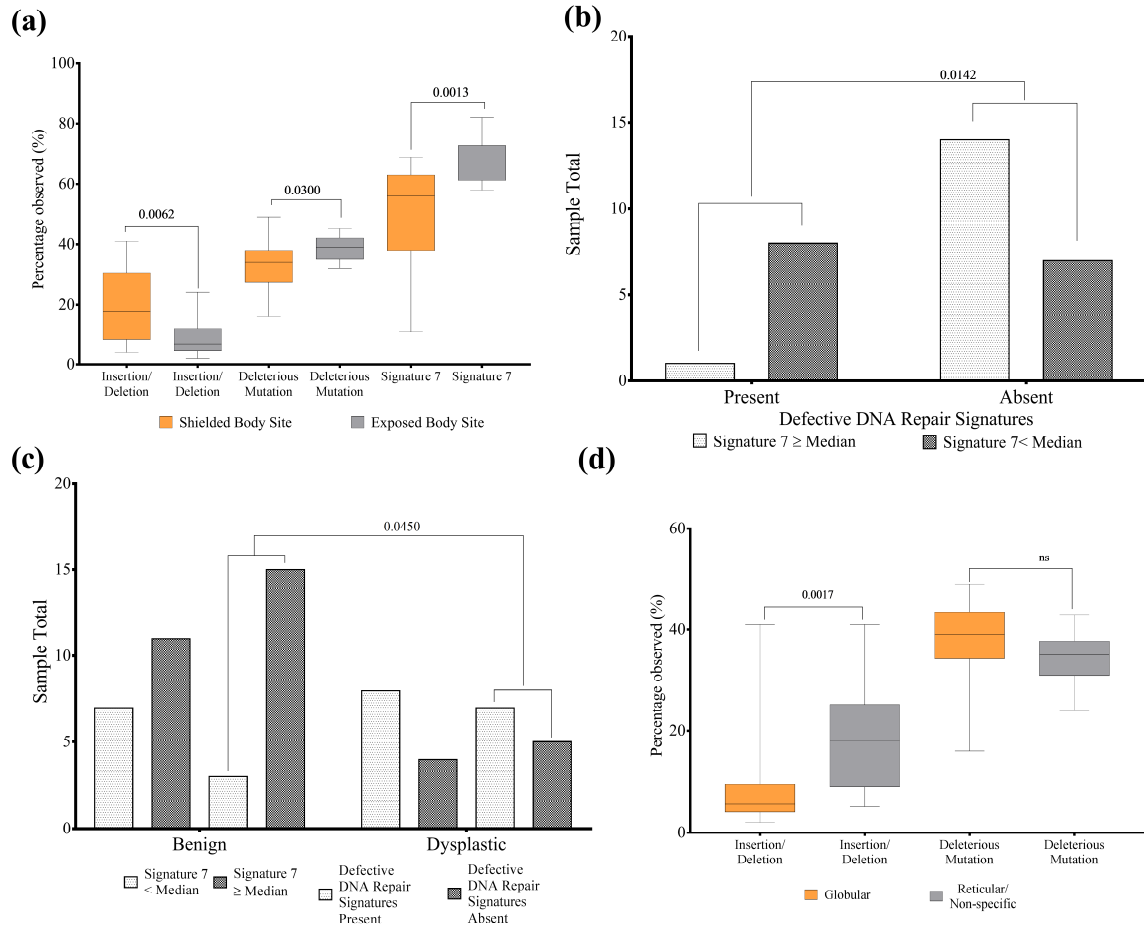 (a)
100
80
60
40
20
0
Percentage observed (%)
0.0062
0.0300
0.0013
Insertion/
Deletion
Insertion/
Deletion
Deleterious
Mutation
Deleterious
Mutation
Signature 7
Signature 7
Shielded Body Site
Exposed Body Site
(b)
20
15
10
5
0
Sample Total
0.0142
Present
Absent
Defective DNA Repair Signatures
Signature 7 ≥ Median
Signature 7< Median
(c)
20
15
10
5
0
Sample Total
0.0450
Benign
Dysplastic
Signature 7
< Median
Signature 7
≥ Median
Defective
DNA Repair
Signatures
Present
Defective
DNA Repair
Signatures
Absent
(d)
60
40
20
0
Percentage observed (%)
0.0017
ns
Insertion/
Deletion
Insertion/
Deletion
Deleterious
Mutation
Deleterious
Mutation
Globular
Reticular/
Non-specific